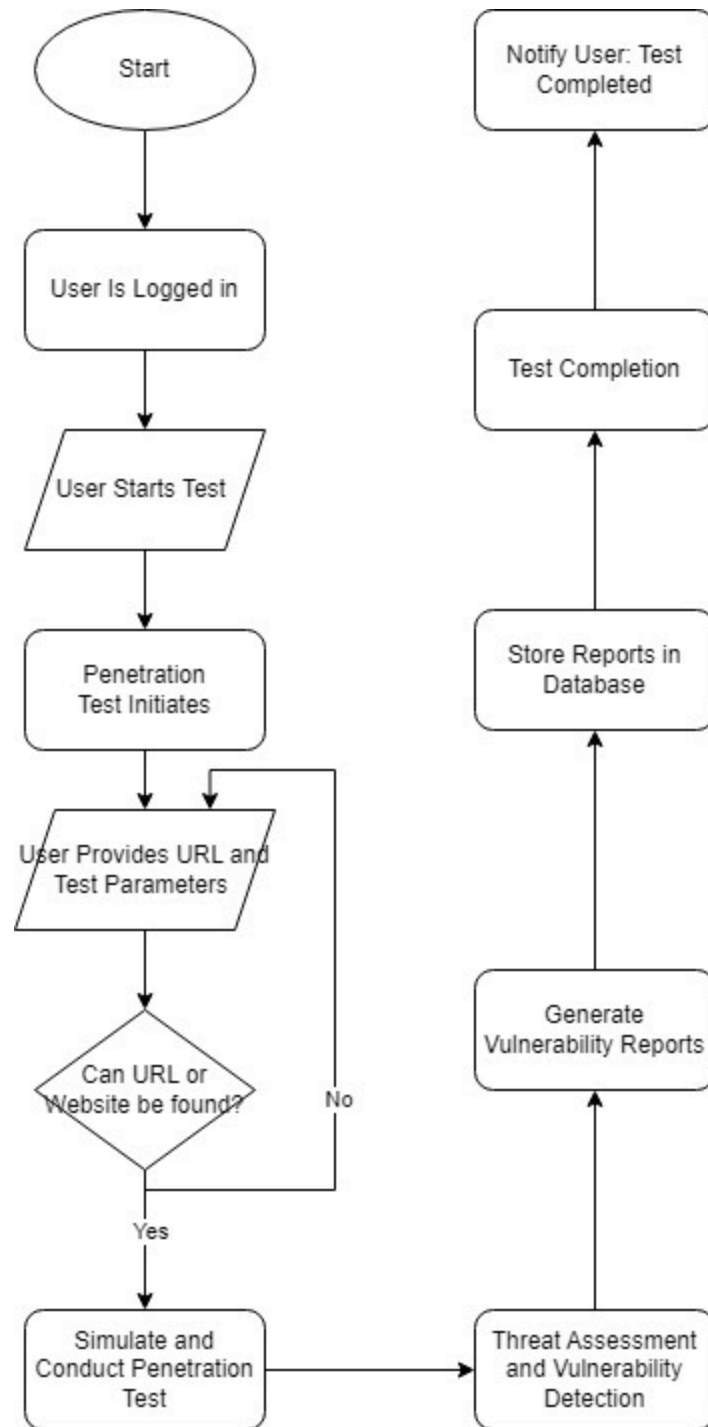 Start
User Is Logged in
User Starts Test
Penetration
Test Initiates
User Provides URL and
Test Parameters
Can URL or
Website be found?
No
Yes
Simulate and
Conduct Penetration
Test
Threat Assessment
and Vulnerability
Detection
Generate
Vulnerability Reports
Store Reports in
Database
Test Completion
Notify User: Test
Completed